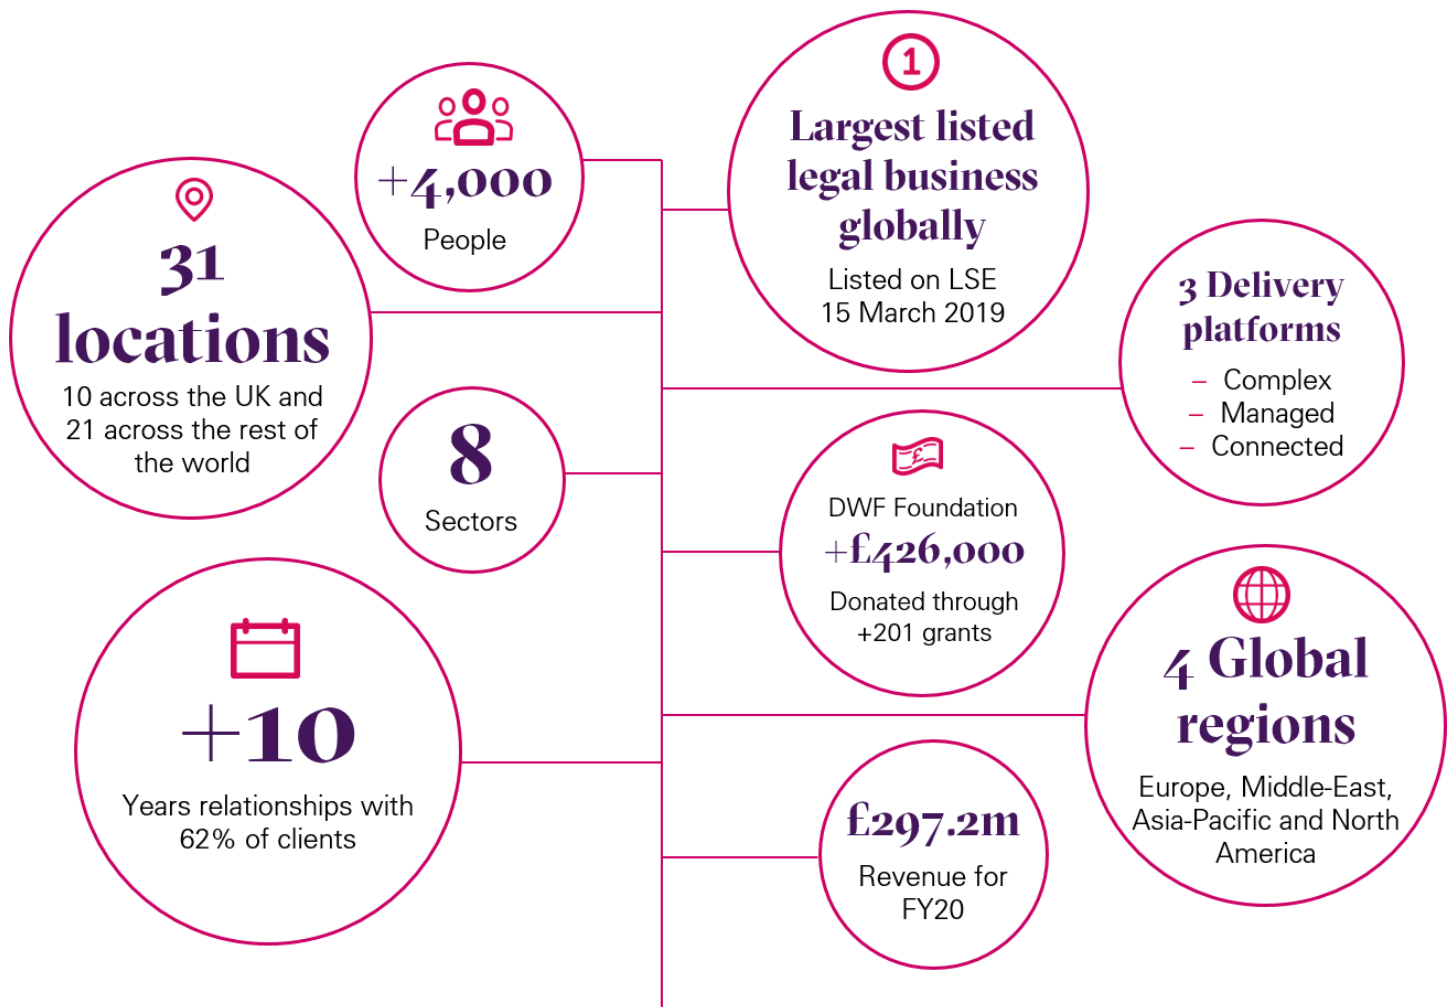 +4,000
People
31
locations
10 across the UK and
21 across the rest of
the world
8
Sectors
+10
Years relationships with
62% of clients
1
Largest listed
legal business
globally
Listed on LSE
15 March 2019
3 Delivery
platforms
– Complex
– Managed
– Connected
£
DWF Foundation
+£426,000
Donated through
+201 grants
4 Global
regions
Europe, Middle-East,
Asia-Pacific and North
America
£297.2m
Revenue for
FY20